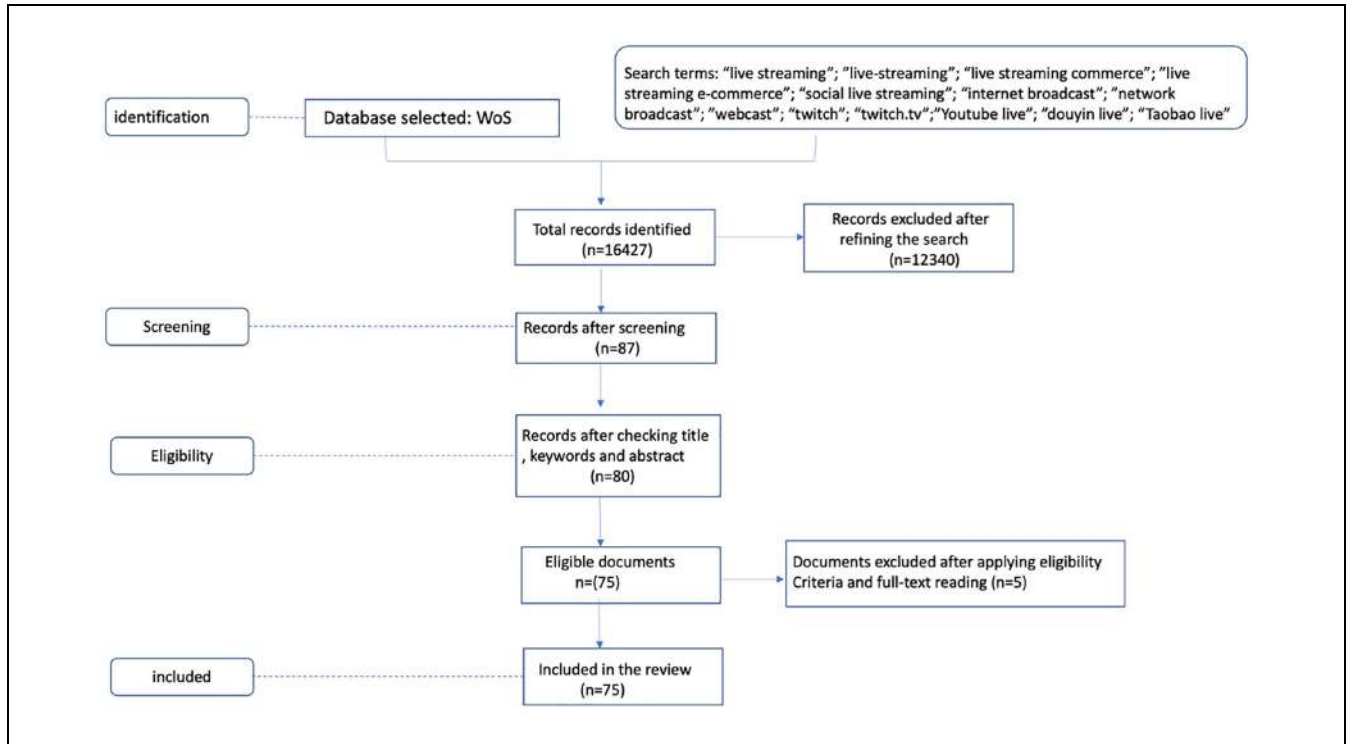 Search terms: “live streaming”; ”live-streaming”; “live streaming commerce”; ”live
streaming e-commerce”; “social live streaming”; “internet broadcast”; “network
broadcast”; “webcast”; “twitch”; “twitch.tv”;“Youtube live”; “douyin live”; “Taobao live”
identification
Database selected: WoS
Total records identified
(n=16427)
Records excluded after
refining the search
(n=12340)
Screening
Records after screening
(n=87)
Eligibility
Records after checking title
, keywords and abstract
(n=80)
Eligible documents
n=(75)
Documents excluded after applying eligibility
Criteria and full-text reading (n=5)
included
Included in the review
(n=75)